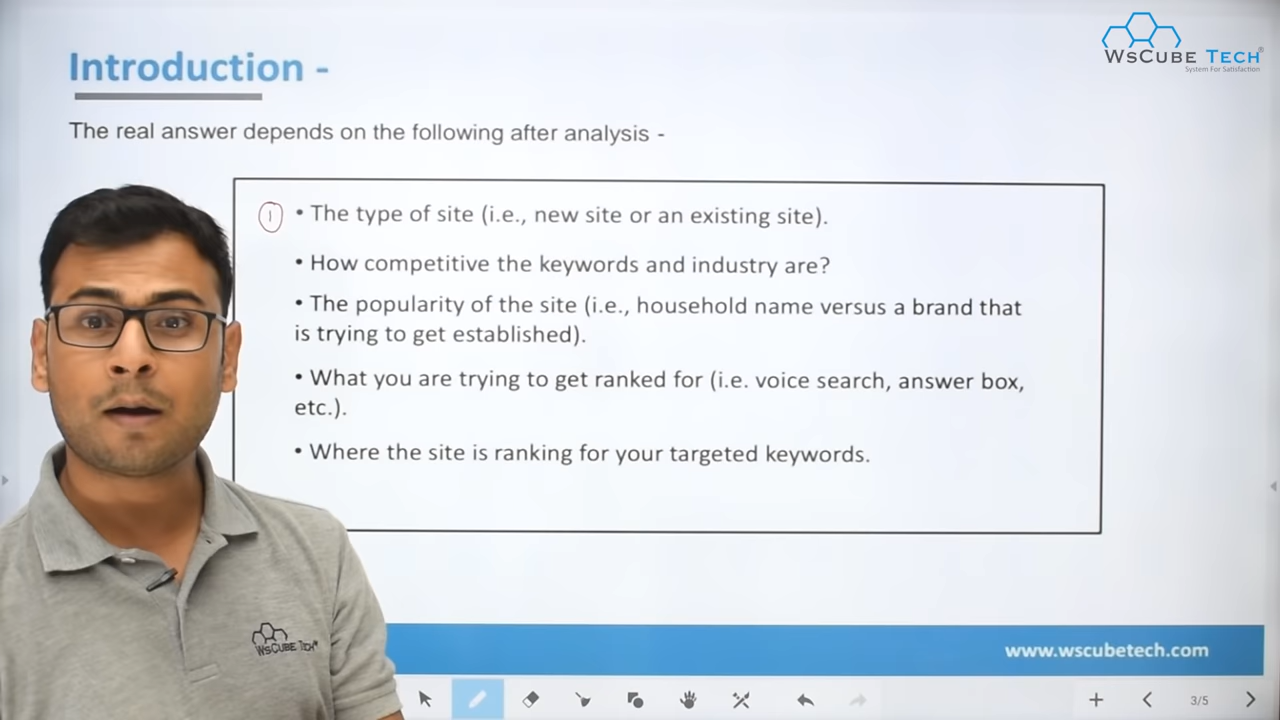 Introduction -
WsCube Tech®
System For Satisfaction
The real answer depends on the following after analysis -
1
• The type of site (i.e., new site or an existing site).
• How competitive the keywords and industry are?
• The popularity of the site (i.e., household name versus a brand that
is trying to get established).
• What you are trying to get ranked for (i.e. voice search, answer box,
etc.).
• Where the site is ranking for your targeted keywords.
WsCube Tech®
www.wscubetech.com
3/5